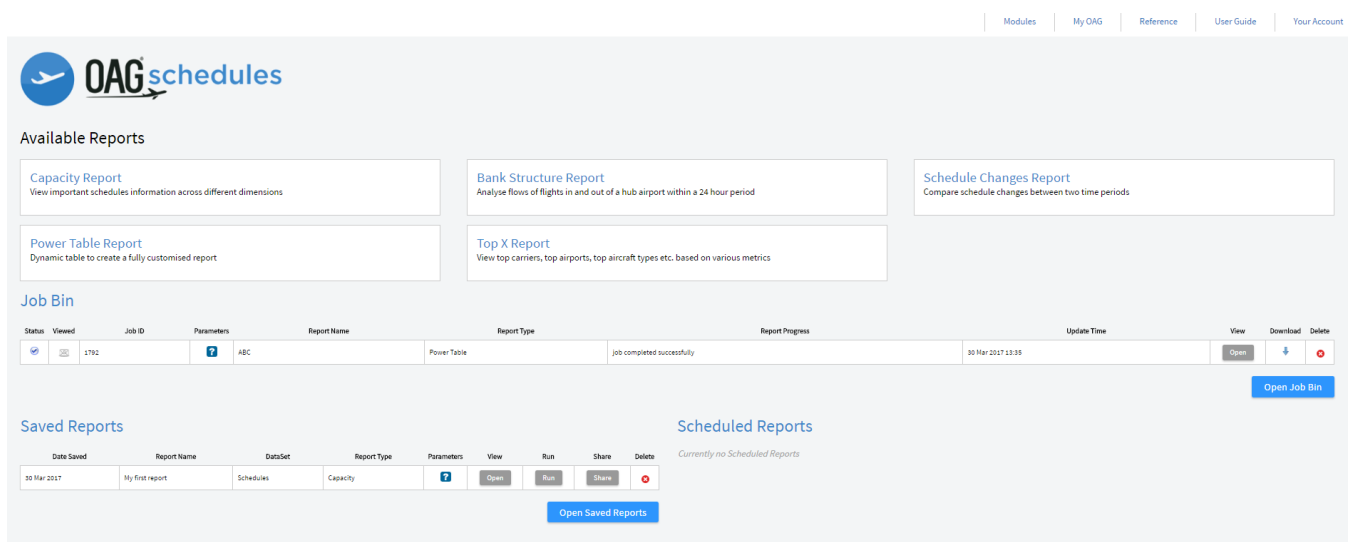 Modules My OAG Reference User Guide Your Account
OAG schedules
Available Reports
Capacity Report
View important schedules information across different dimensions
Bank Structure Report
Analyse flows of flights in and out of a hub airport within a 24 hour period
Schedule Changes Report
Compare schedule changes between two time periods
Power Table Report
Dynamic table to create a fully customised report
Top X Report
View top carriers, top airports, top aircraft types etc. based on various metrics
Job Bin
Status Viewed Job ID Parameters Report Name Report Type Report Progress Update Time View Download Delete
1792 ? ABC Power Table job completed successfully 30 Mar 2017 13:35 Open
Open Job Bin
Saved Reports
Date Saved Report Name DataSet Report Type Parameters View Run Share Delete
30 Mar 2017 My first report Schedules Capacity ? Open Run Share
Open Saved Reports
Scheduled Reports
Currently no Scheduled Reports